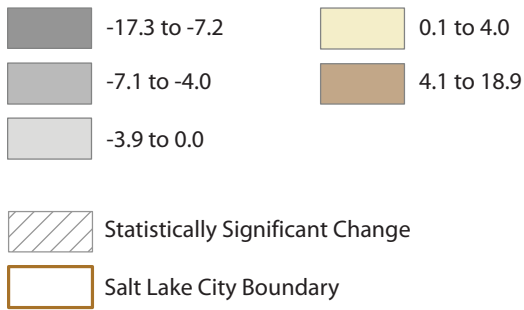 -17.3 to -7.2
-7.1 to -4.0
-3.9 to 0.0
0.1 to 4.0
4.1 to 18.9
Statistically Significant Change
Salt Lake City Boundary